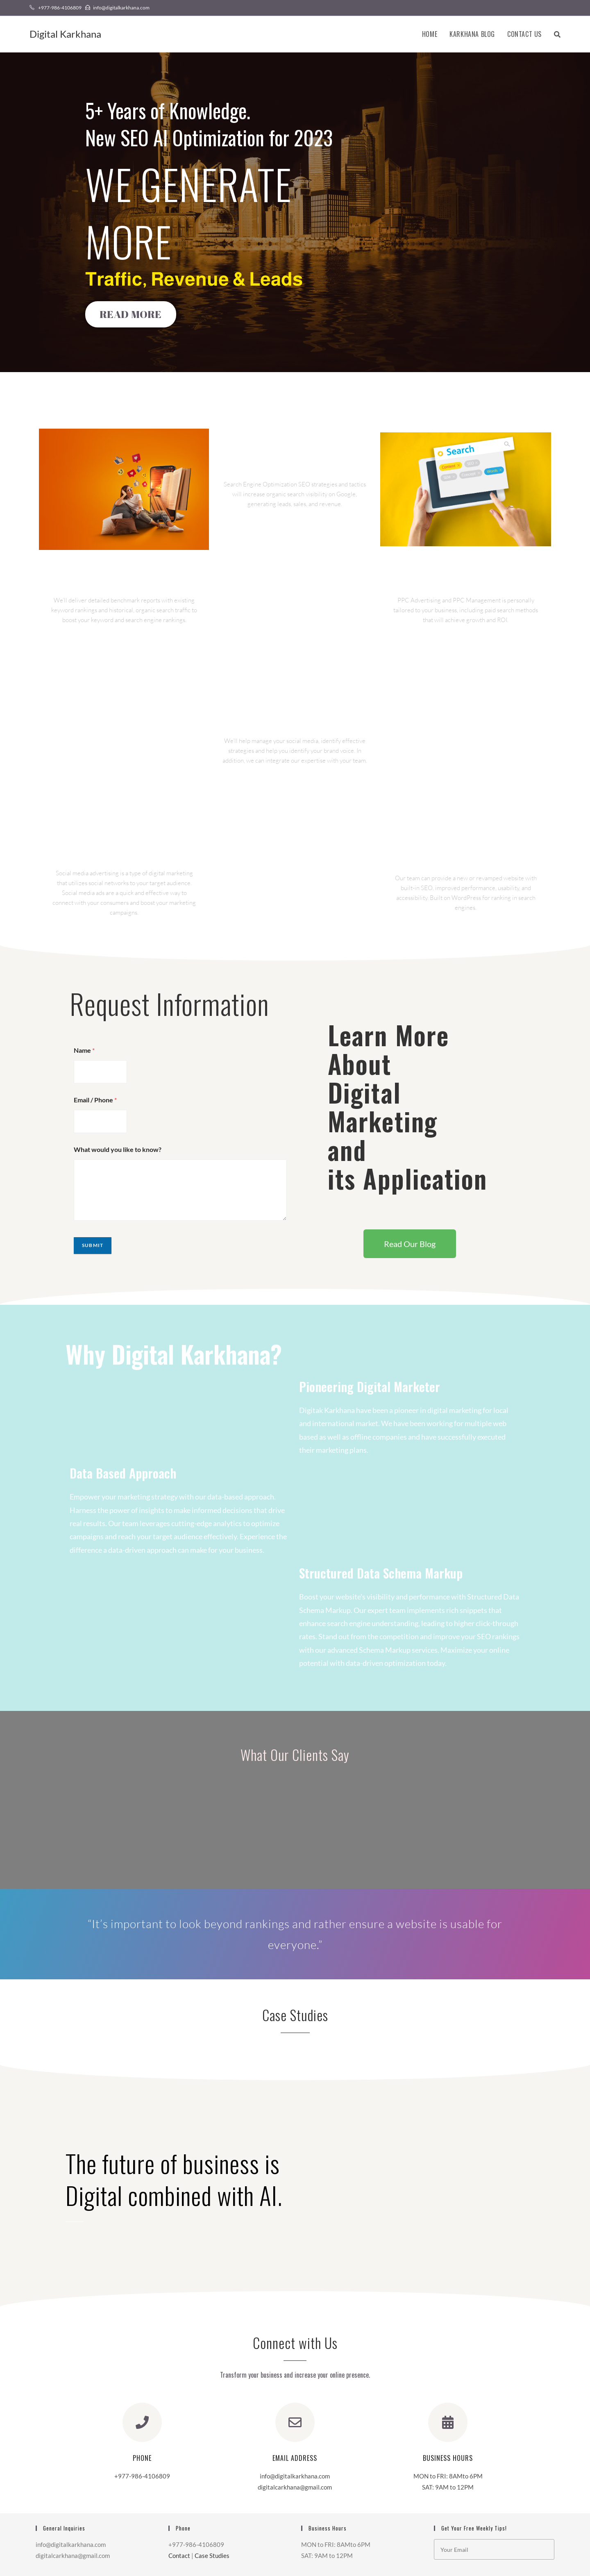 +977-986-4106809 info@digitalkarkhana.com
Digital Karkhana
HOME KARKHANA BLOG CONTACT US
5+ Years of Knowledge.
New SEO AI Optimization for 2023
WE GENERATE
MORE
Traffic, Revenue & Leads
READ MORE
Search
Search Engine Optimization SEO strategies and tactics
will increase organic search visibility on Google,
generating leads, sales, and revenue.
We'll deliver detailed benchmark reports with existing
keyword rankings and historical organic search traffic to
boost your keyword and search engine rankings.
PPC Advertising and PPC Management is personally
tailored to your business, including paid search methods
that will achieve growth and ROI.
We'll help manage your social media, identify effective
strategies and help you identify your brand voice. In
addition, we can integrate our expertise with your team.
Social media advertising is a type of digital marketing
that utilizes social networks to your target audience.
Social media ads are a quick and effective way to
connect with your consumers and boost your marketing
campaigns.
Our team can provide a new or revamped website with
built-in SEO, improved performance, usability, and
accessibility. Built on WordPress for ranking in search
engines.
Request Information
Name *
Email / Phone *
What would you like to know?
SUBMIT
Learn More
About
Digital
Marketing
and
its Application
Read Our Blog
Why Digital Karkhana?
Pioneering Digital Marketer
Digitak Karkhana have been a pioneer in digital marketing for local
and international market. We have been working for multiple web
based as well as offline companies and have successfully executed
their marketing plans.
Data Based Approach
Empower your marketing strategy with our data-based approach.
Harness the power of insights to make informed decisions that drive
real results. Our team leverages cutting-edge analytics to optimize
campaigns and reach your target audience effectively. Experience the
difference a data-driven approach can make for your business.
Structured Data Schema Markup
Boost your website's visibility and performance with Structured Data
Schema Markup. Our expert team implements rich snippets that
enhance search engine understanding, leading to higher click-through
rates. Stand out from the competition and improve your SEO rankings
with our advanced Schema Markup services. Maximize your online
potential with data-driven optimization today.
What Our Clients Say
“It's important to look beyond rankings and rather ensure a website is usable for
everyone.”
Case Studies
The future of business is
Digital combined with AI.
Connect with Us
Transform your business and increase your online presence.
PHONE
+977-986-4106809
EMAIL ADDRESS
info@digitalkarkhana.com
digitalcarkhana@gmail.com
BUSINESS HOURS
MON to FRI: 8AMto 6PM
SAT: 9AM to 12PM
General Inquiries
info@digitalkarkhana.com
digitalcarkhana@gmail.com
Phone
+977-986-4106809
Contact | Case Studies
Business Hours
MON to FRI: 8AMto 6PM
SAT: 9AM to 12PM
Get Your Free Weekly Tips!
Your Email